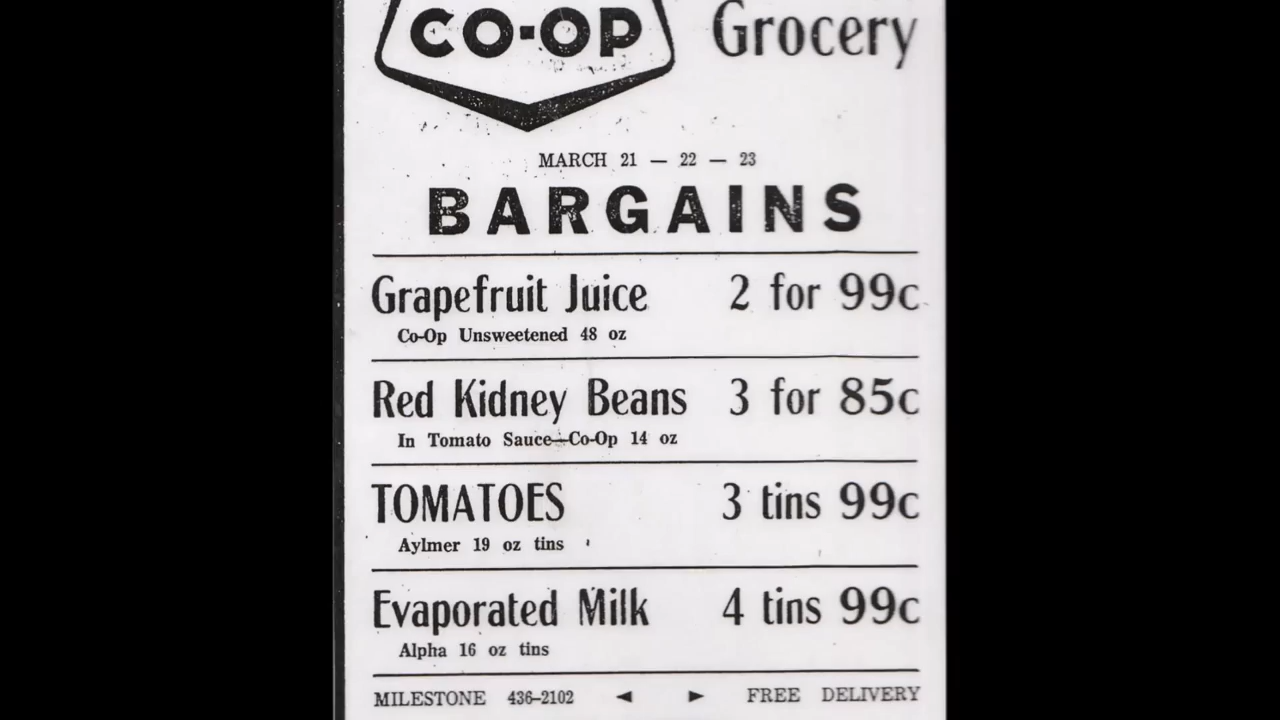 CO-OP Grocery
MARCH 21 — 22 — 23
BARGAINS
Grapefruit Juice 2 for 99c
Co-Op Unsweetened 48 oz
Red Kidney Beans 3 for 85c
In Tomato Sauce—Co-Op 14 oz
TOMATOES 3 tins 99c
Aylmer 19 oz tins
Evaporated Milk 4 tins 99c
Alpha 16 oz tins
MILESTONE 436-2102 ◄ ► FREE DELIVERY